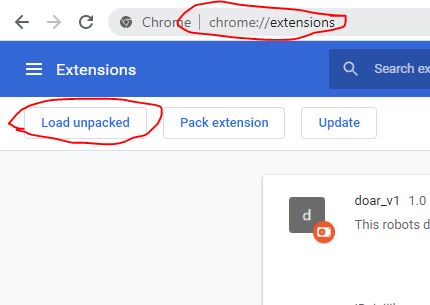 Chrome | chrome://extensions
Extensions
Search ex
Load unpacked
Pack extension
Update
doar_v1 1.0
d
This robots d